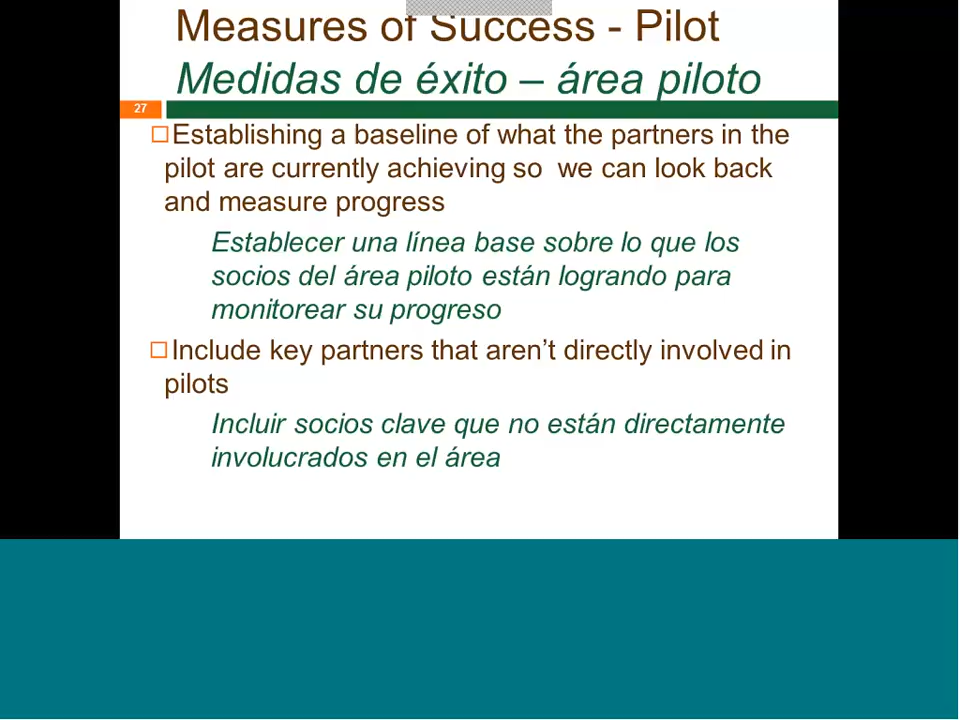 Measures of Success - Pilot
Medidas de éxito – área piloto
27
Establishing a baseline of what the partners in the
pilot are currently achieving so  we can look back
and measure progress
Establecer una línea base sobre lo que los
socios del área piloto están logrando para
monitorear su progreso
Include key partners that aren’t directly involved in
pilots
Incluir socios clave que no están directamente
involucrados en el área